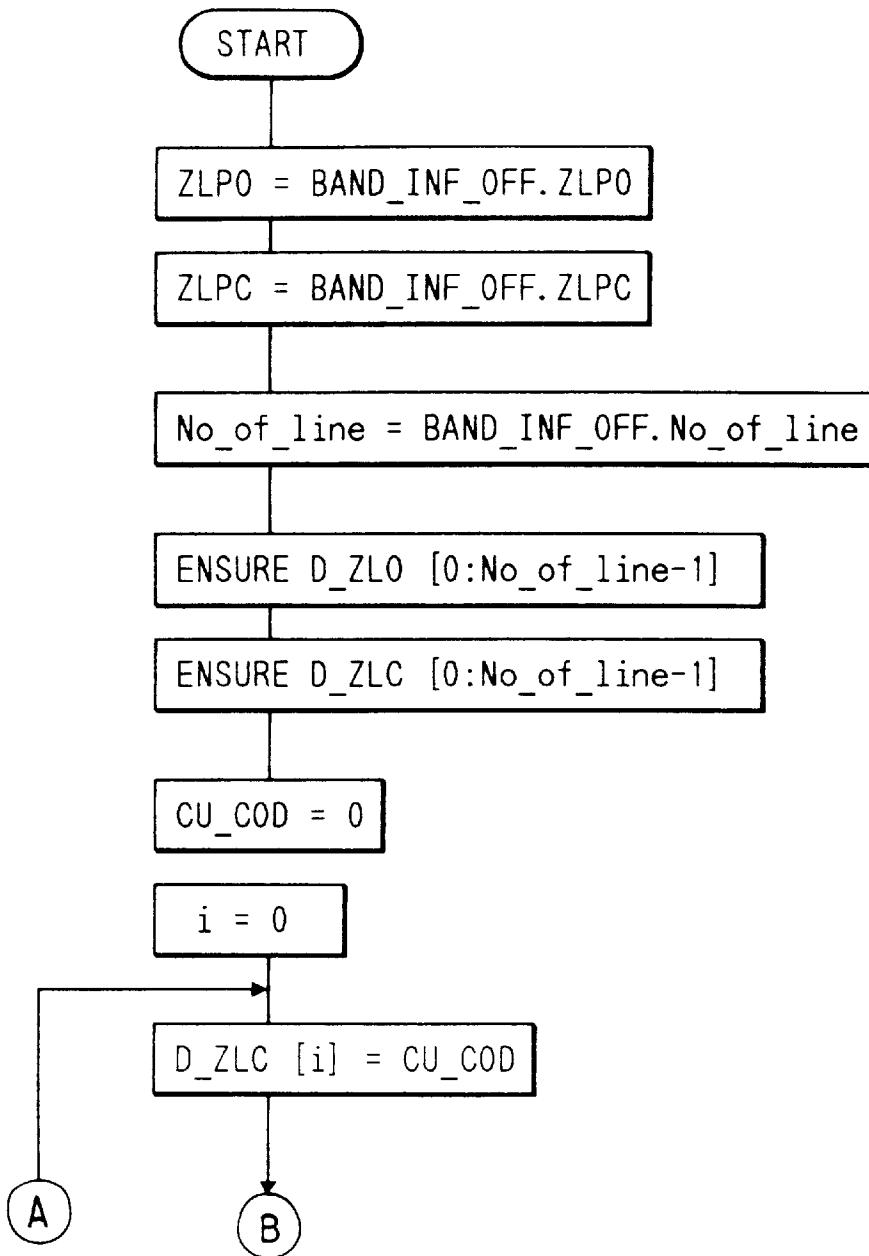 START
ZLPO = BAND_INF_OFF.ZLPO
ZLPC = BAND_INF_OFF.ZLPC
No_of_line = BAND_INF_OFF.No_of_line
ENSURE D_ZLO [0:No_of_line-1]
ENSURE D_ZLC [0:No_of_line-1]
CU_COD = 0
i = 0
D_ZLC [i] = CU_COD
A
B